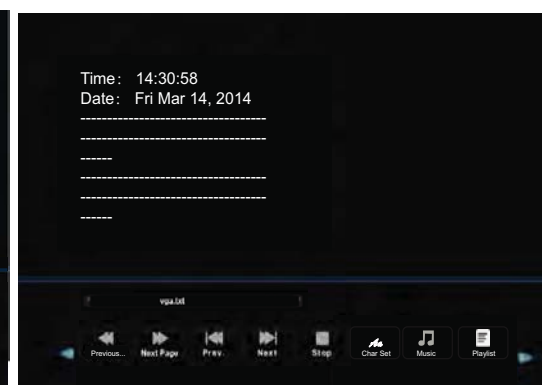 Time: 14:30:58
Date: Fri Mar 14, 2014
-----------------------------------
-----------------------------------
------
-----------------------------------
-----------------------------------
------
vpa.txt
Previous... Next Page Prev. Next Stop Char Set Music Playlist